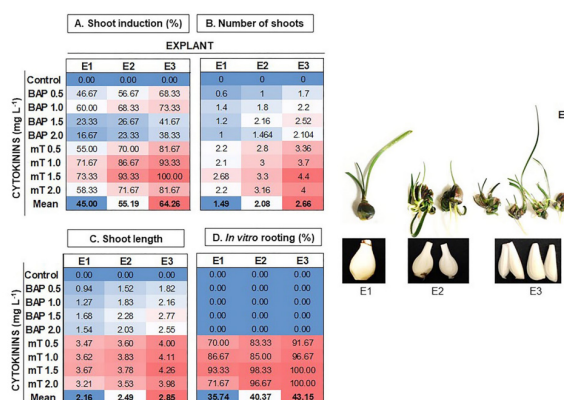 A. Shoot induction (%) B. Number of shoots
EXPLANT
E1 E2 E3 E1 E2 E3
CYTOKININS (mg L⁻¹)
Control 0.00 0.00 0.00 0 0 0
BAP 0.5 46.67 56.67 68.33 0.6 1 1.7
BAP 1.0 60.00 68.33 73.33 1.4 1.8 2.2
BAP 1.5 23.33 26.67 41.67 1.2 2.16 2.52
BAP 2.0 16.67 23.33 38.33 1 1.464 2.104
mT 0.5 55.00 70.00 81.67 2.2 2.8 3.36
mT 1.0 71.67 86.67 93.33 2.1 3 3.7
mT 1.5 73.33 93.33 100.00 2.68 3.3 4.4
mT 2.0 58.33 71.67 81.67 2.2 3.16 4
Mean 45.00 55.19 64.26 1.49 2.08 2.66
C. Shoot length D. In vitro rooting (%)
E1 E2 E3 E1 E2 E3
CYTOKININS (mg L⁻¹)
Control 0.00 0.00 0.00 0.00 0.00 0.00
BAP 0.5 0.94 1.52 1.82 0.00 0.00 0.00
BAP 1.0 1.27 1.83 2.16 0.00 0.00 0.00
BAP 1.5 1.68 2.28 2.77 0.00 0.00 0.00
BAP 2.0 1.54 2.03 2.55 0.00 0.00 0.00
mT 0.5 3.47 3.60 4.00 70.00 83.33 91.67
mT 1.0 3.62 3.83 4.11 86.67 85.00 96.67
mT 1.5 3.67 3.78 4.26 93.33 98.33 100.00
mT 2.0 3.21 3.53 3.98 71.67 96.67 100.00
Mean 2.16 2.49 2.85 35.74 40.37 43.15
E
E1 E2 E3